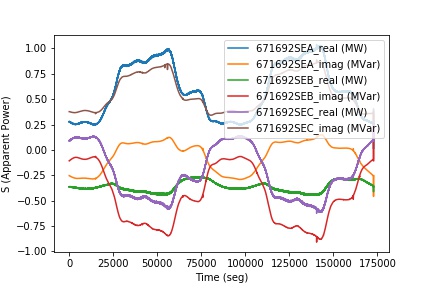 1.00
0.75
0.50
0.25
0.00
−0.25
−0.50
−0.75
−1.00
S (Apparent Power)
671692SEA_real (MW)
671692SEA_imag (MVar)
671692SEB_real (MW)
671692SEB_imag (MVar)
671692SEC_real (MW)
671692SEC_imag (MVar)
0 25000 50000 75000 100000 125000 150000 175000
Time (seg)